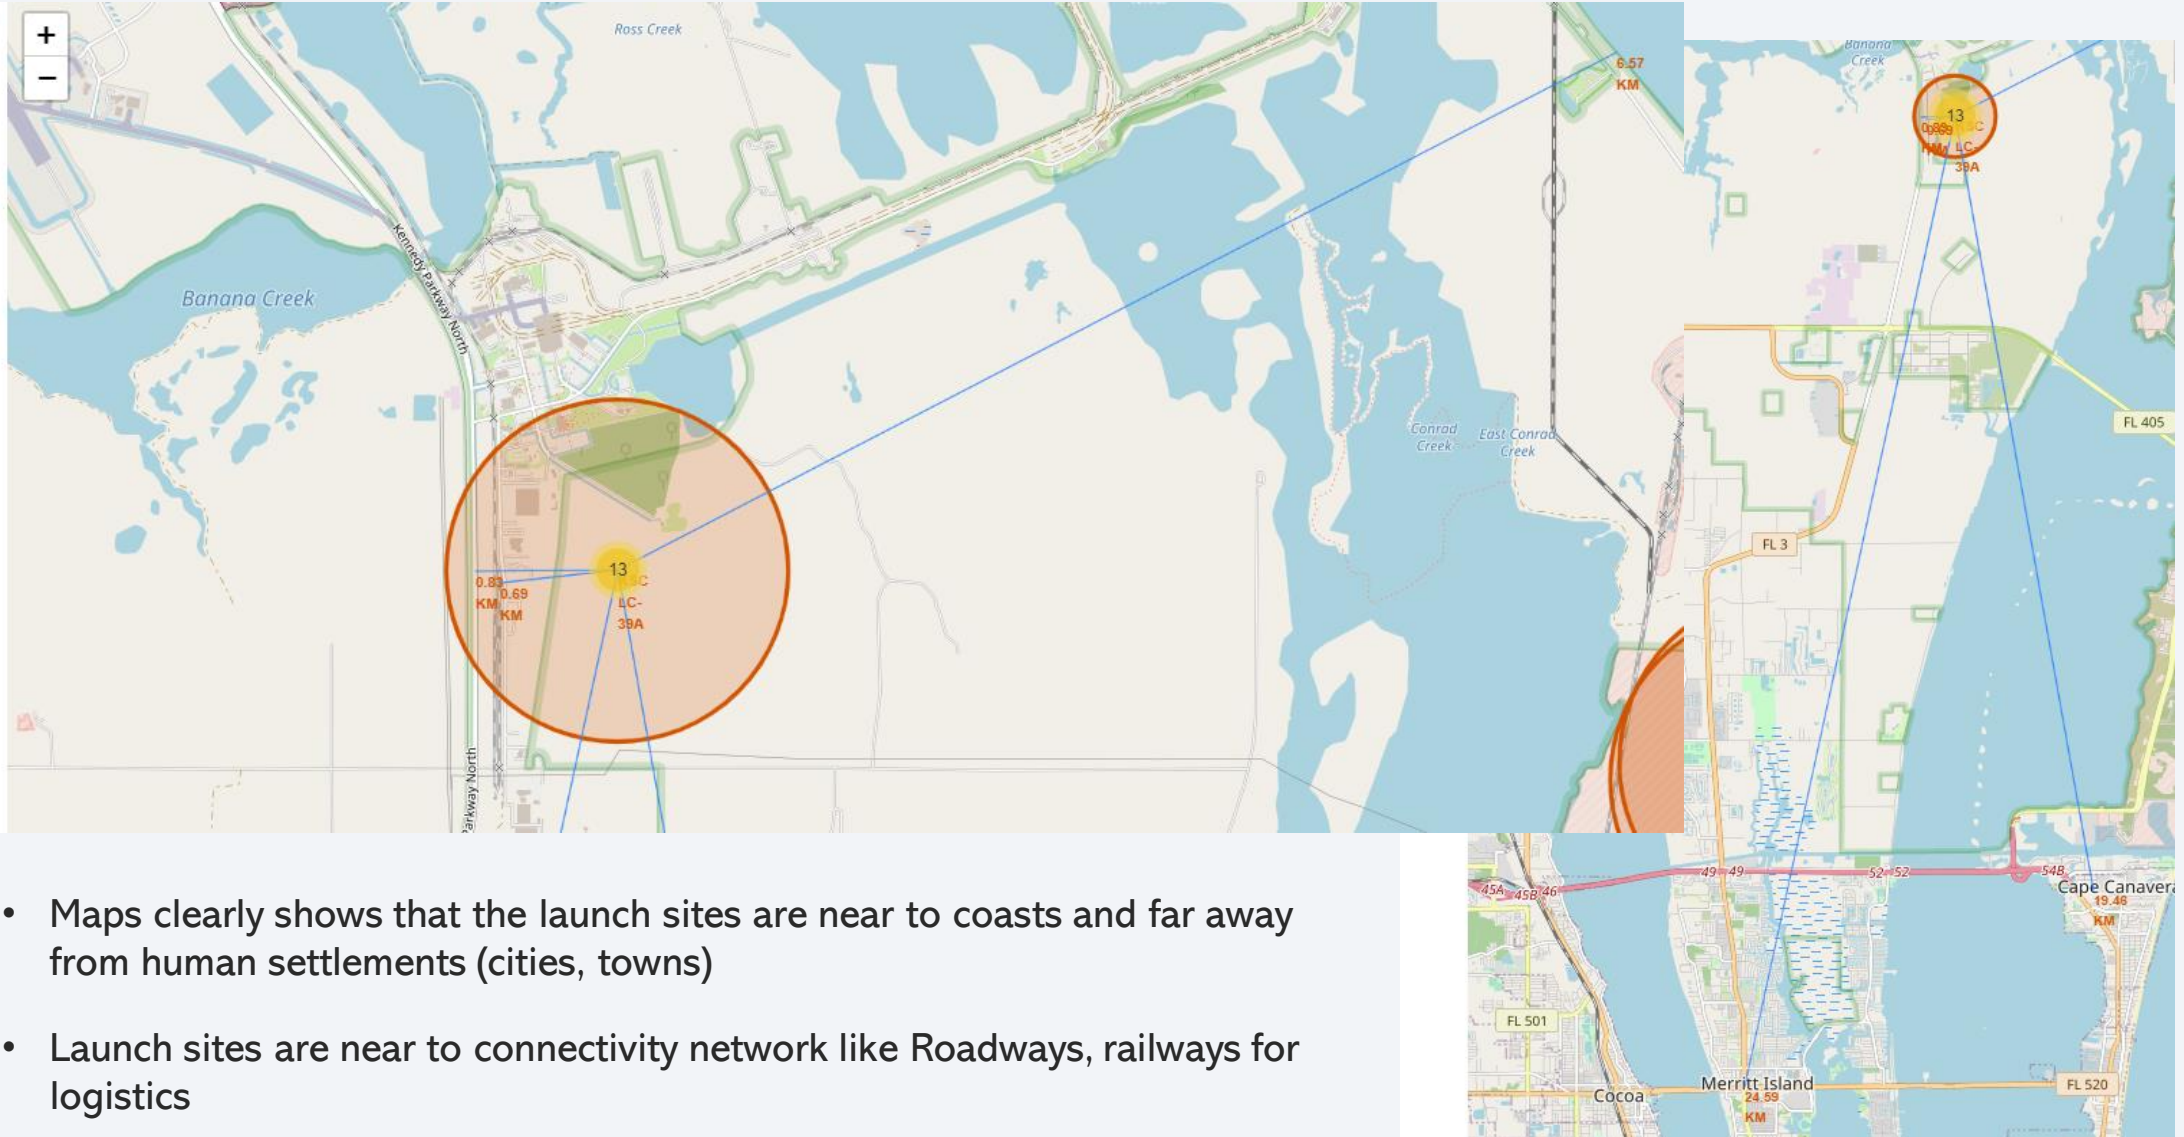 +
−
Ross Creek
6.57
KM
Kennedy Parkway North
Banana Creek
Conrad
Creek
East Conrad
Creek
13
LC-
39A
0.83
KM
0.69
KM
Parkway North
Banana
Creek
13
LC-
39A
FL 405
FL 3
45A
45B
46
49
49
52
52
54B
Cape Canaver
19.46
KM
FL 501
Merritt Island
24.59
KM
Cocoa
FL 520
• Maps clearly shows that the launch sites are near to coasts and far away
from human settlements (cities, towns)
• Launch sites are near to connectivity network like Roadways, railways for
logistics